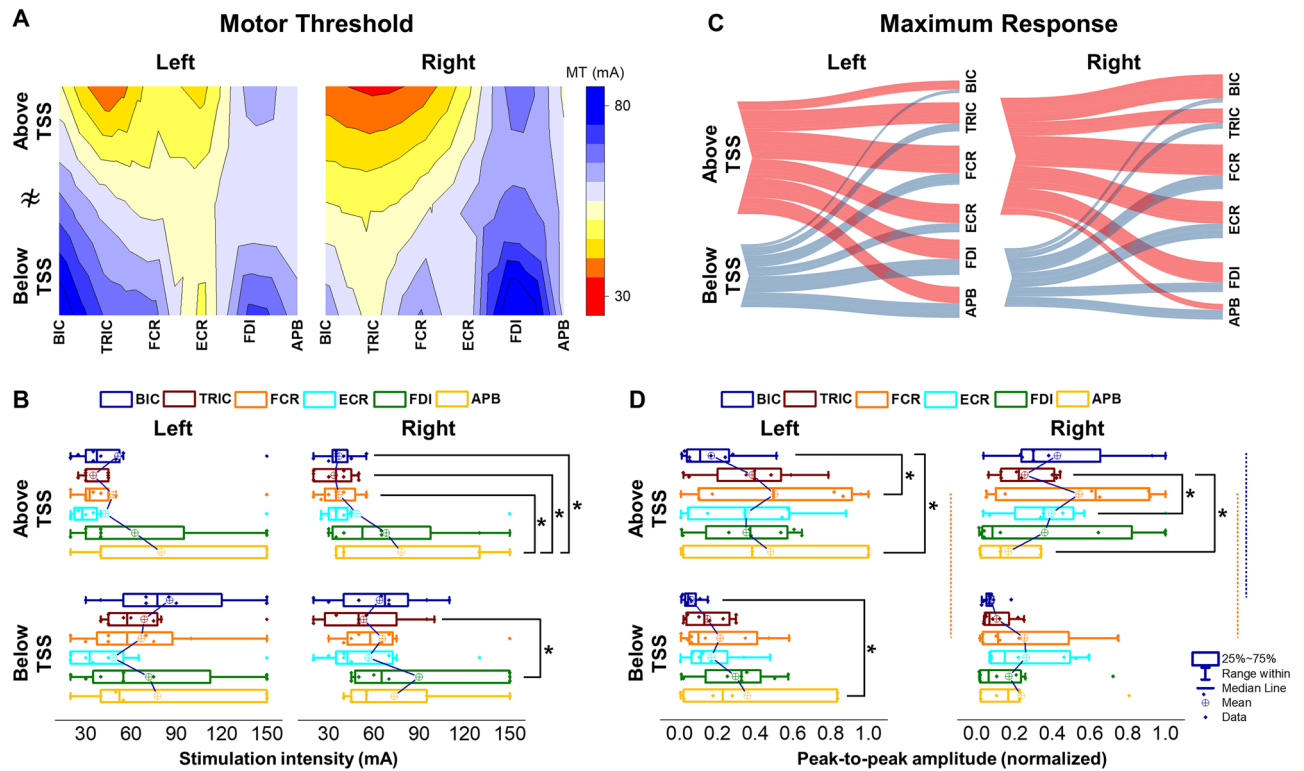 A
Motor Threshold
Left
Right
MT (mA)
80
30
Above
TSS
≈
Below
TSS
BIC
TRIC
FCR
ECR
FDI
APB
BIC
TRIC
FCR
ECR
FDI
APB
C
Maximum Response
Left
Right
Above
TSS
Below
TSS
BIC
TRIC
FCR
ECR
FDI
APB
BIC
TRIC
FCR
ECR
FDI
APB
B
BIC TRIC FCR ECR FDI APB
Left
Right
Above
TSS
Below
TSS
* * *
*
30 60 90 120 150
30 60 90 120 150
Stimulation intensity (mA)
D
BIC TRIC FCR ECR FDI APB
Left
Right
Above
TSS
Below
TSS
* *
* *
*
0.0 0.2 0.4 0.6 0.8 1.0
0.0 0.2 0.4 0.6 0.8 1.0
Peak-to-peak amplitude (normalized)
25%~75%
Range within
Median Line
Mean
Data